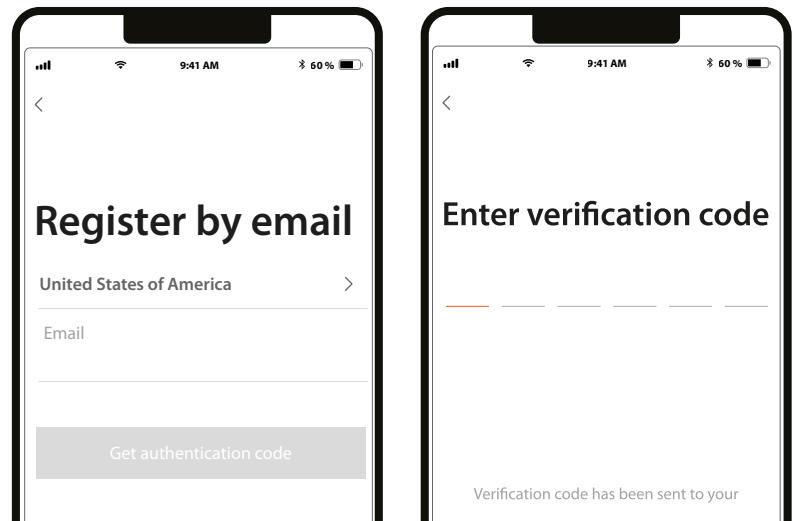 9:41 AM 60 %
Register by email
United States of America
Email
Get authentication code
9:41 AM 60 %
Enter verification code
Verification code has been sent to your